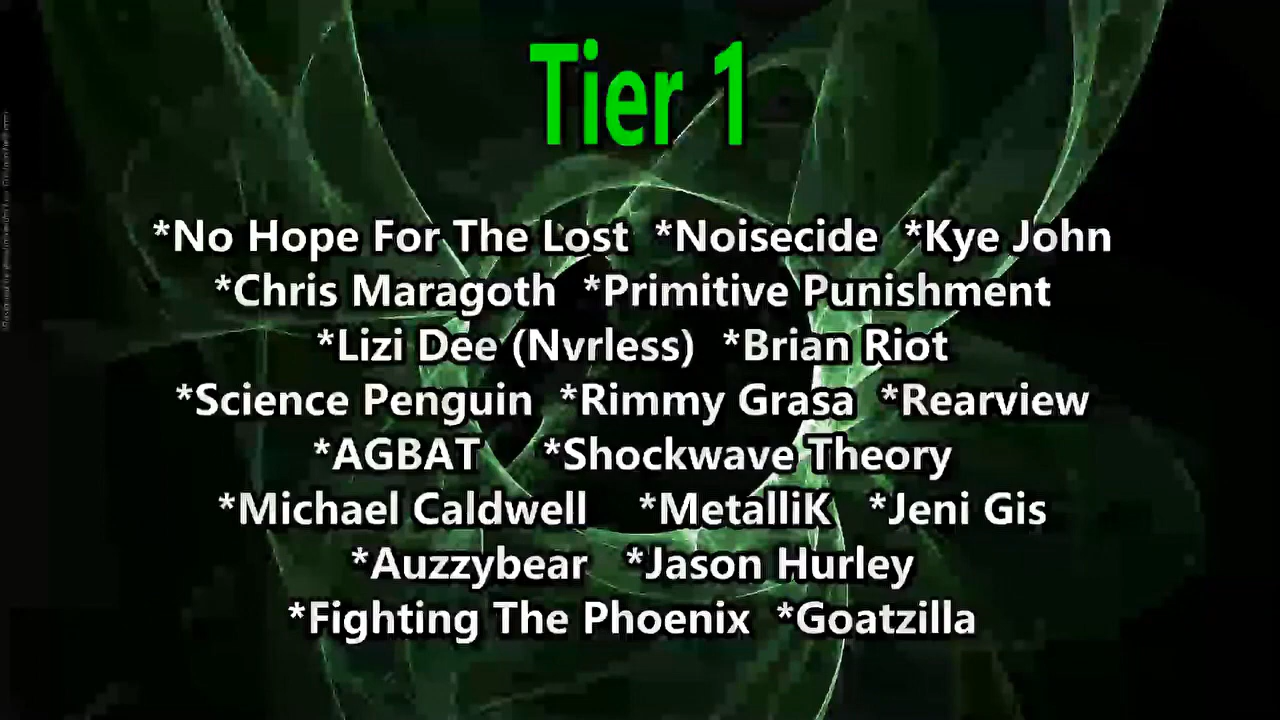 Tier 1
*No Hope For The Lost *Noisecide *Kye John
*Chris Maragoth *Primitive Punishment
*Lizi Dee (Nvrless) *Brian Riot
*Science Penguin *Rimmy Grasa *Rearview
*AGBAT *Shockwave Theory
*Michael Caldwell *MetalliK *Jeni Gis
*Auzzybear *Jason Hurley
*Fighting The Phoenix *Goatzilla